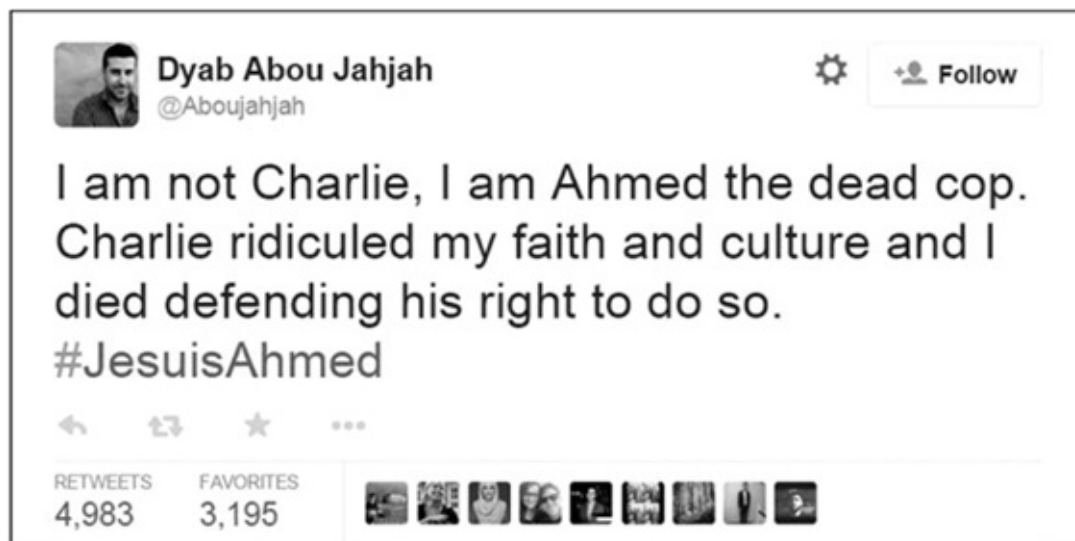 Dyab Abou Jahjah
@Aboujahjah
Follow
I am not Charlie, I am Ahmed the dead cop.
Charlie ridiculed my faith and culture and I
died defending his right to do so.
#JesuisAhmed
RETWEETS FAVORITES
4,983 3,195